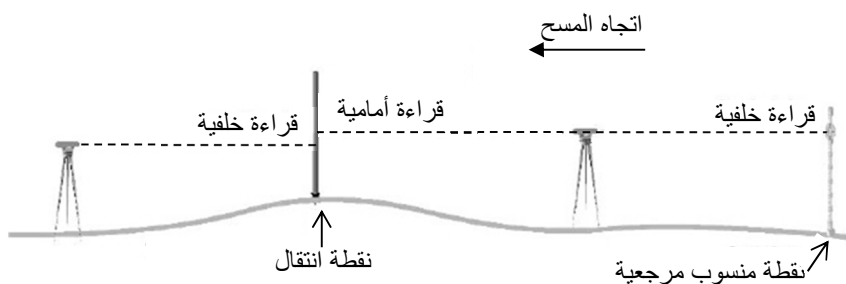 اتجاه المسح
قراءة خلفية
قراءة أمامية
قراءة خلفية
نقطة انتقال
نقطة منسوب مرجعية